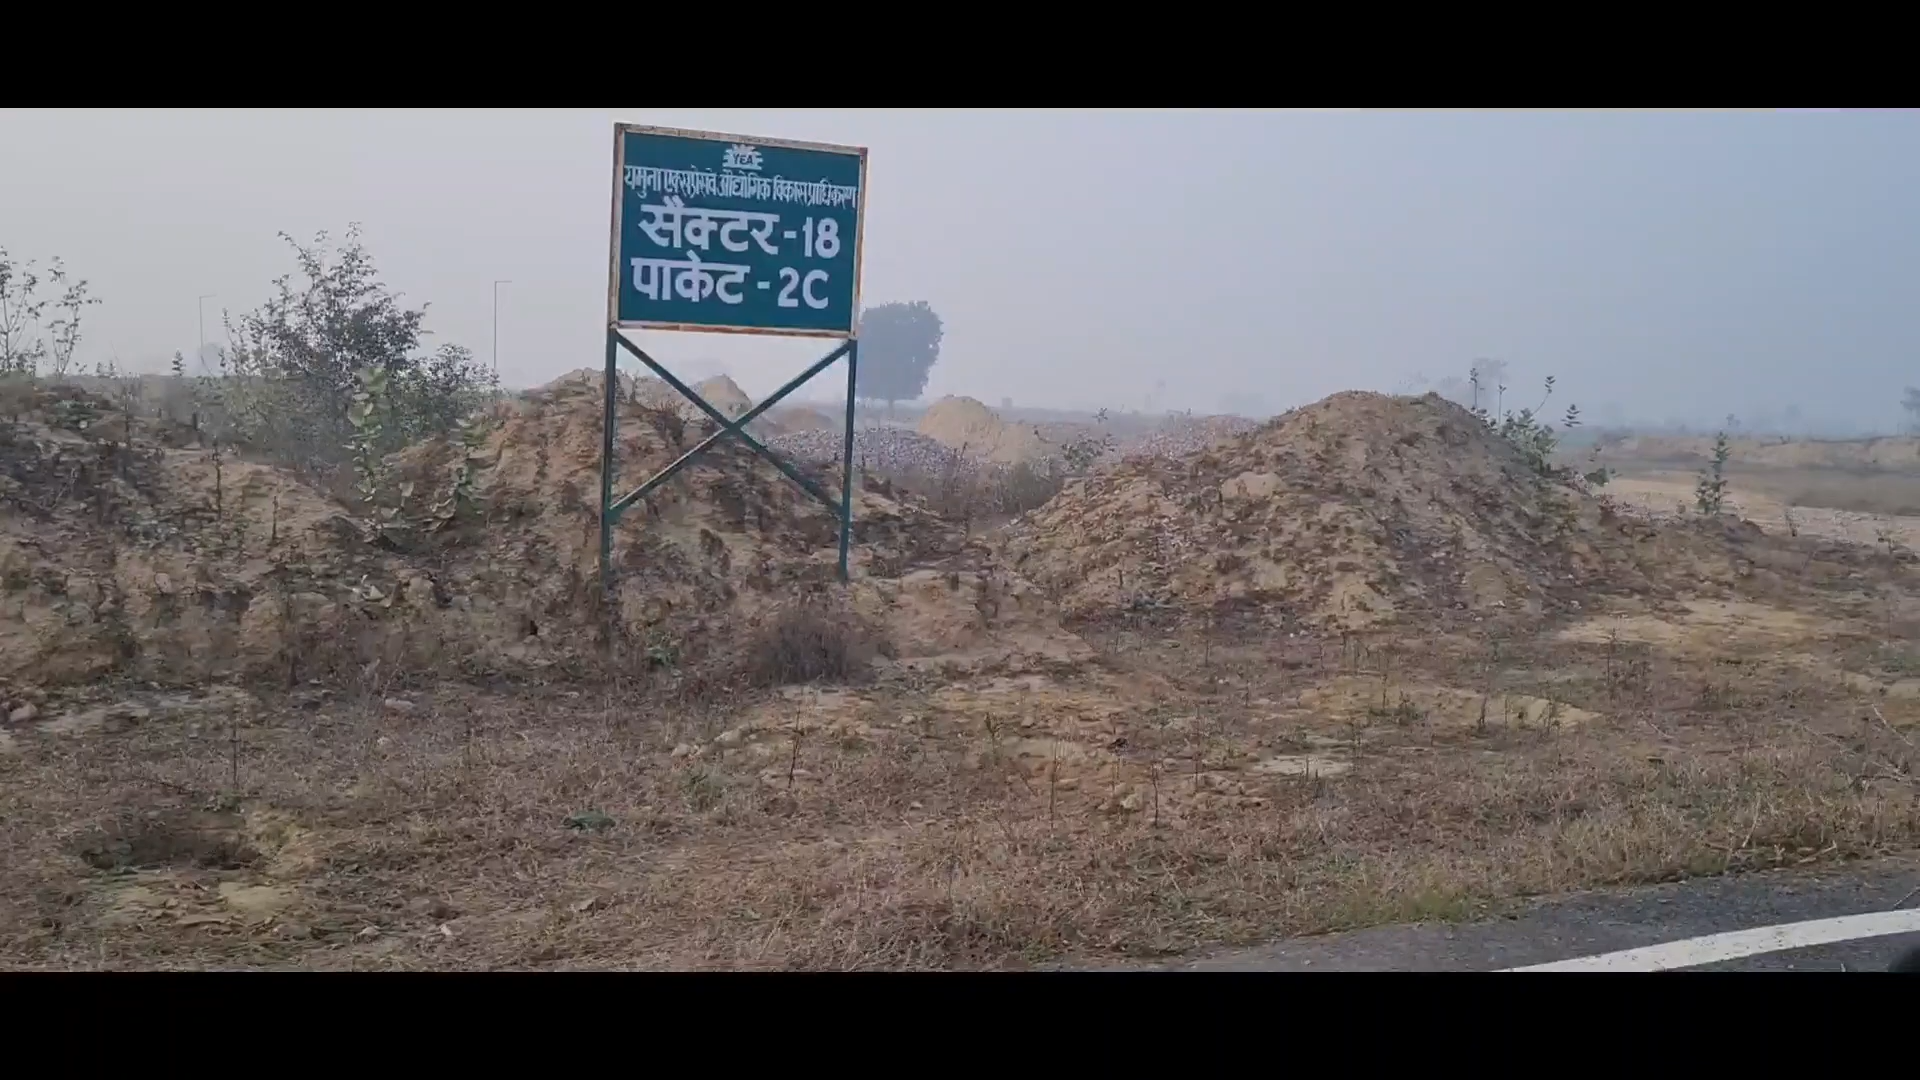 YEA
यमुना एक्सप्रेसवे औद्योगिक विकास प्राधिकरण
सैक्टर - 18
पाकेट - 2C